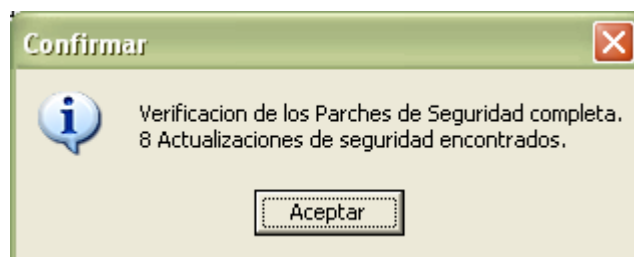 Confirmar
Verificacion de los Parches de Seguridad completa.
8 Actualizaciones de seguridad encontrados.
Aceptar